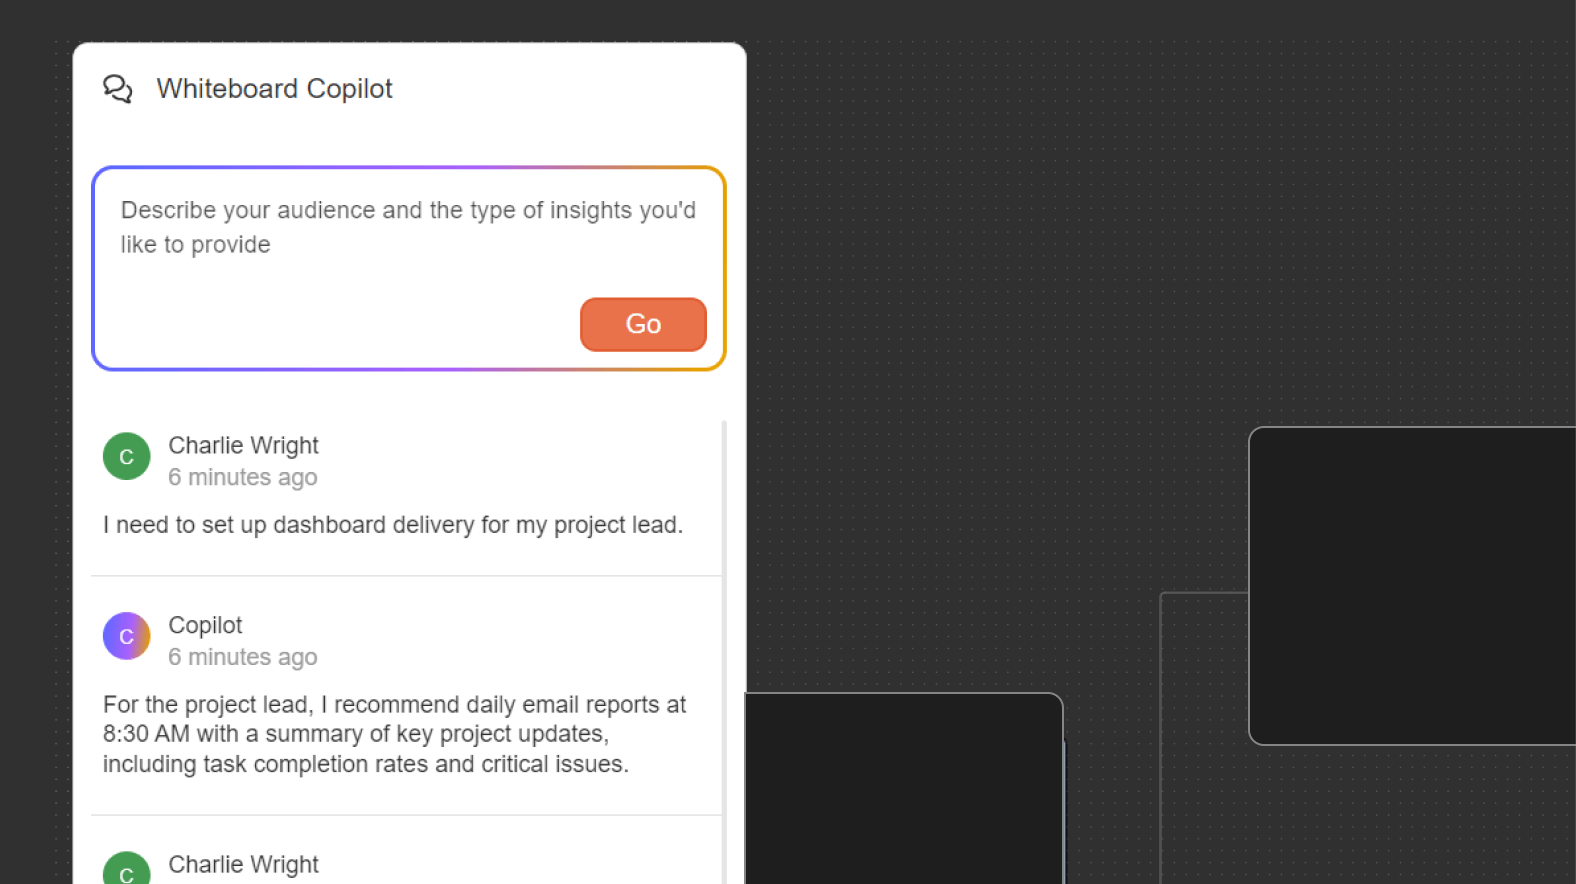 Whiteboard Copilot
Describe your audience and the type of insights you'd
like to provide
Go
C
Charlie Wright
6 minutes ago
I need to set up dashboard delivery for my project lead.
C
Copilot
6 minutes ago
For the project lead, I recommend daily email reports at
8:30 AM with a summary of key project updates,
including task completion rates and critical issues.
C
Charlie Wright